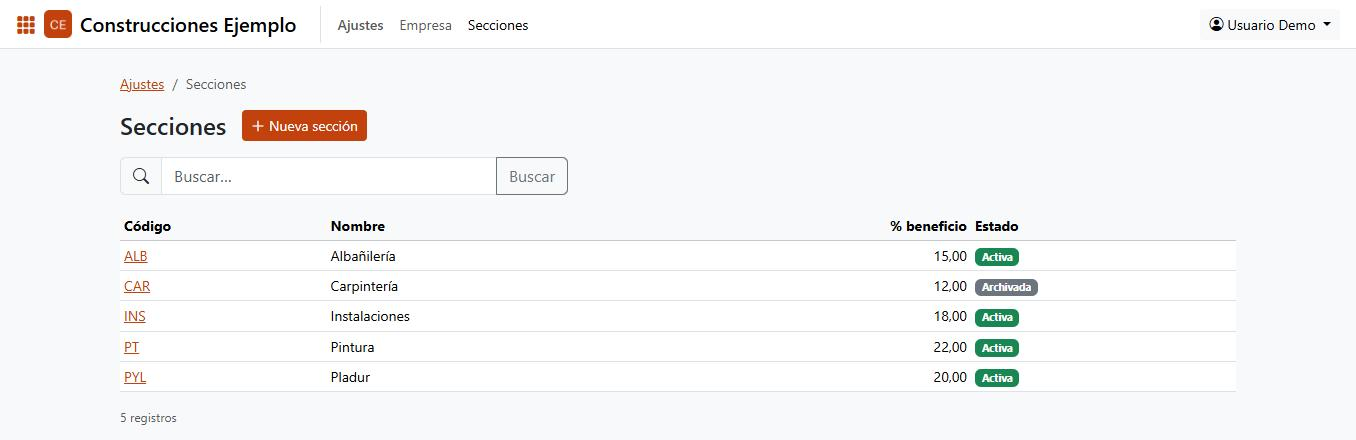 CE Construcciones Ejemplo Ajustes Empresa Secciones Usuario Demo
Ajustes / Secciones
Secciones + Nueva sección
Buscar... Buscar
Código Nombre % beneficio Estado
ALB Albañilería 15,00 Activa
CAR Carpintería 12,00 Archivada
INS Instalaciones 18,00 Activa
PT Pintura 22,00 Activa
PYL Pladur 20,00 Activa
5 registros